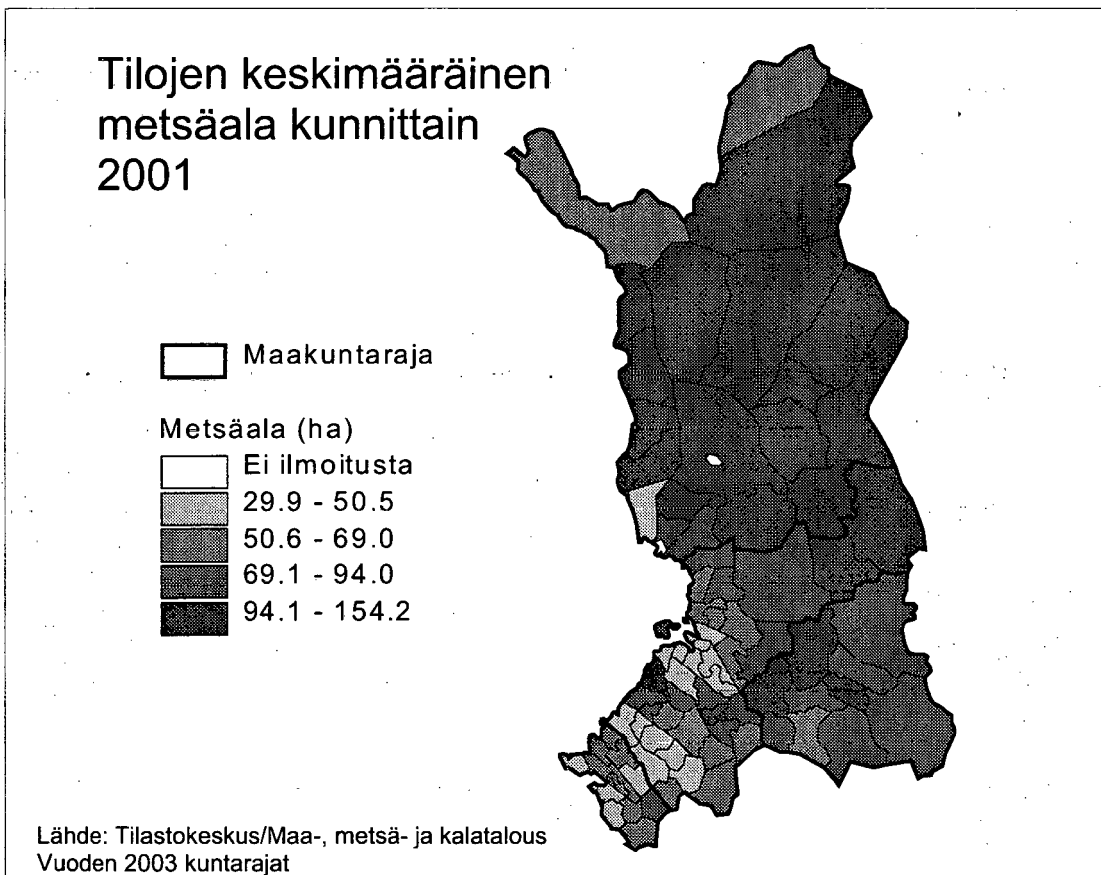 Tilojen keskimääräinen
metsäala kunnittain
2001
Maakuntaraja
Metsäala (ha)
Ei ilmoitusta
29.9 - 50.5
50.6 - 69.0
69.1 - 94.0
94.1 - 154.2
Lähde: Tilastokeskus/Maa-, metsä- ja kalatalous
Vuoden 2003 kuntarajat